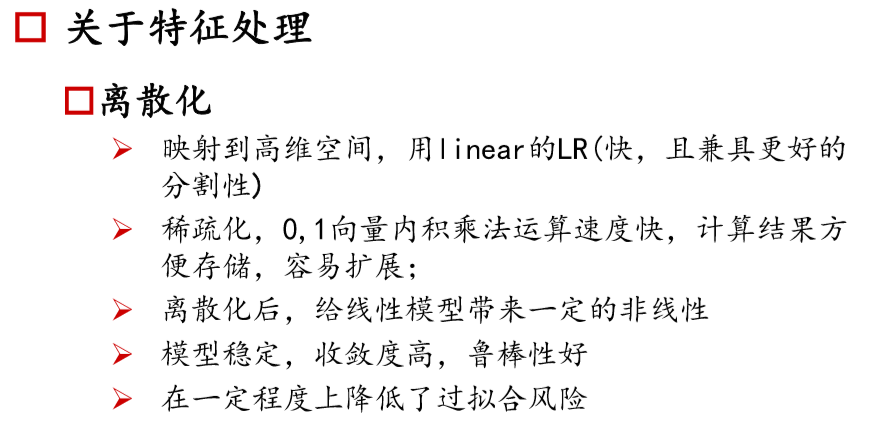 关于特征处理
离散化
映射到高维空间，用linear的LR(快，且兼具更好的
分割性)
稀疏化，0,1向量内积乘法运算速度快，计算结果方
便存储，容易扩展；
离散化后，给线性模型带来一定的非线性
模型稳定，收敛度高，鲁棒性好
在一定程度上降低了过拟合风险